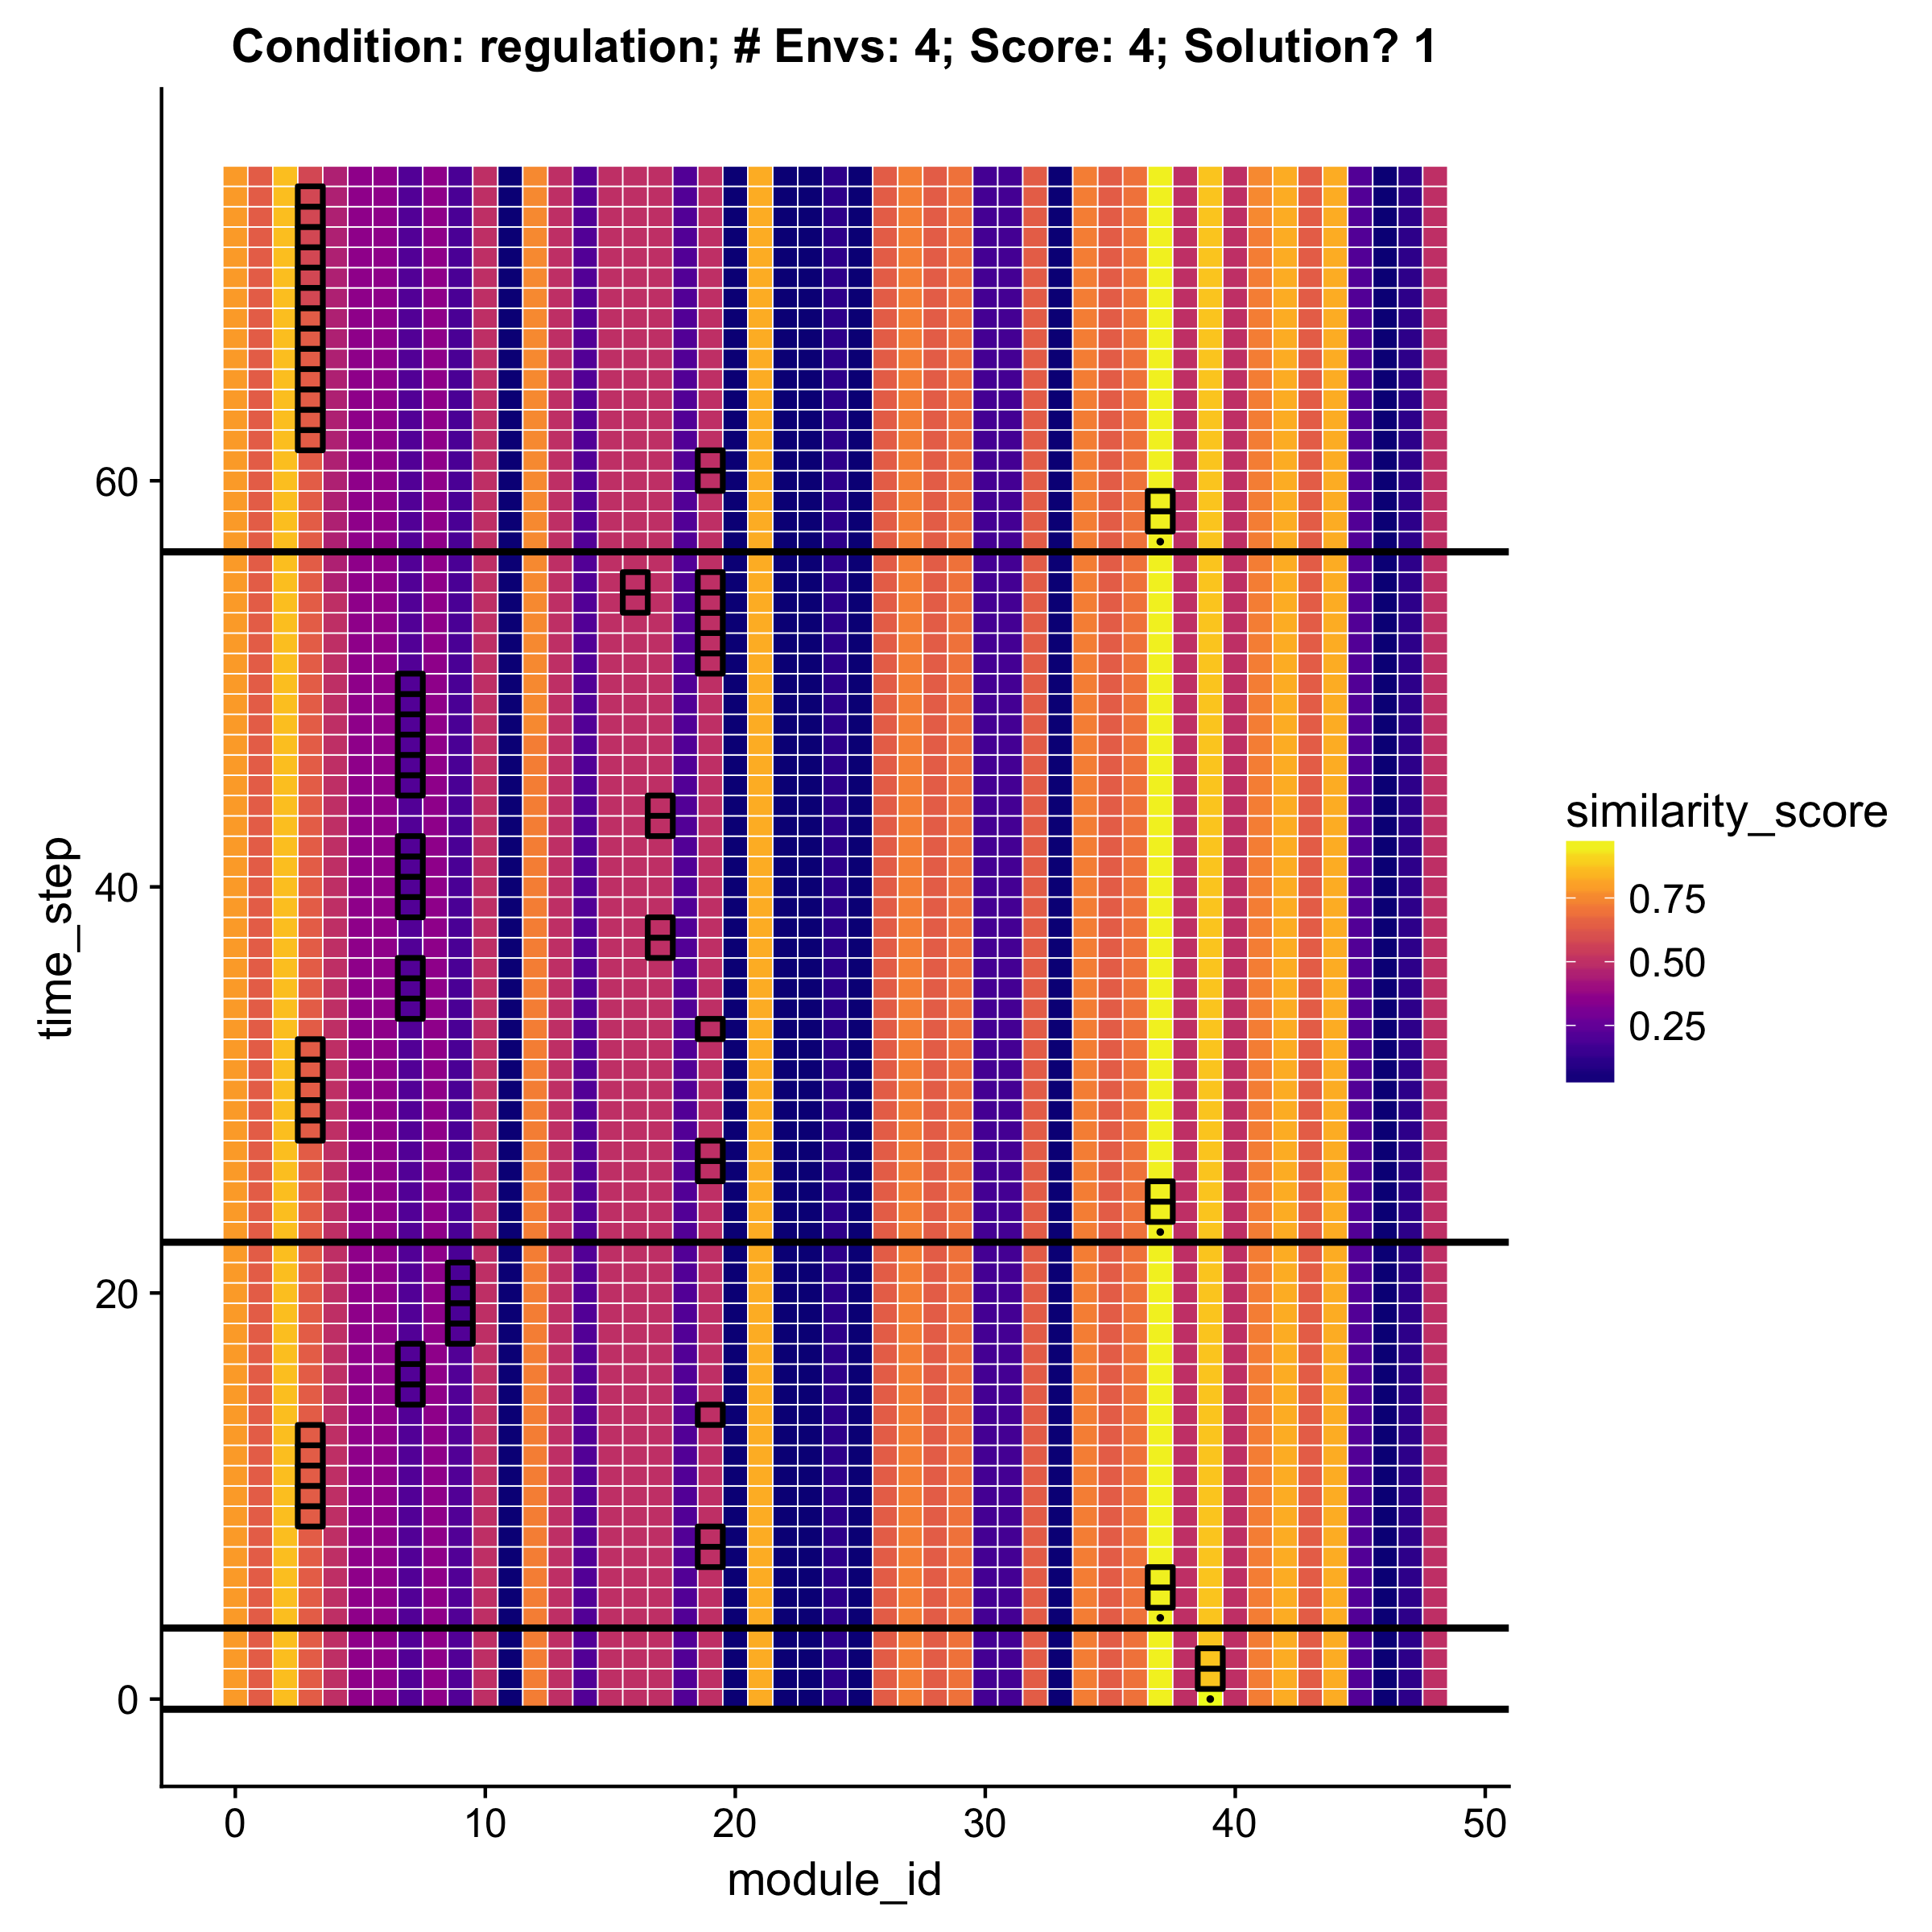 Condition: regulation; # Envs: 4; Score: 4; Solution? 1
time_step
60
40
20
0
0 10 20 30 40 50
module_id
similarity_score
0.75
0.50
0.25